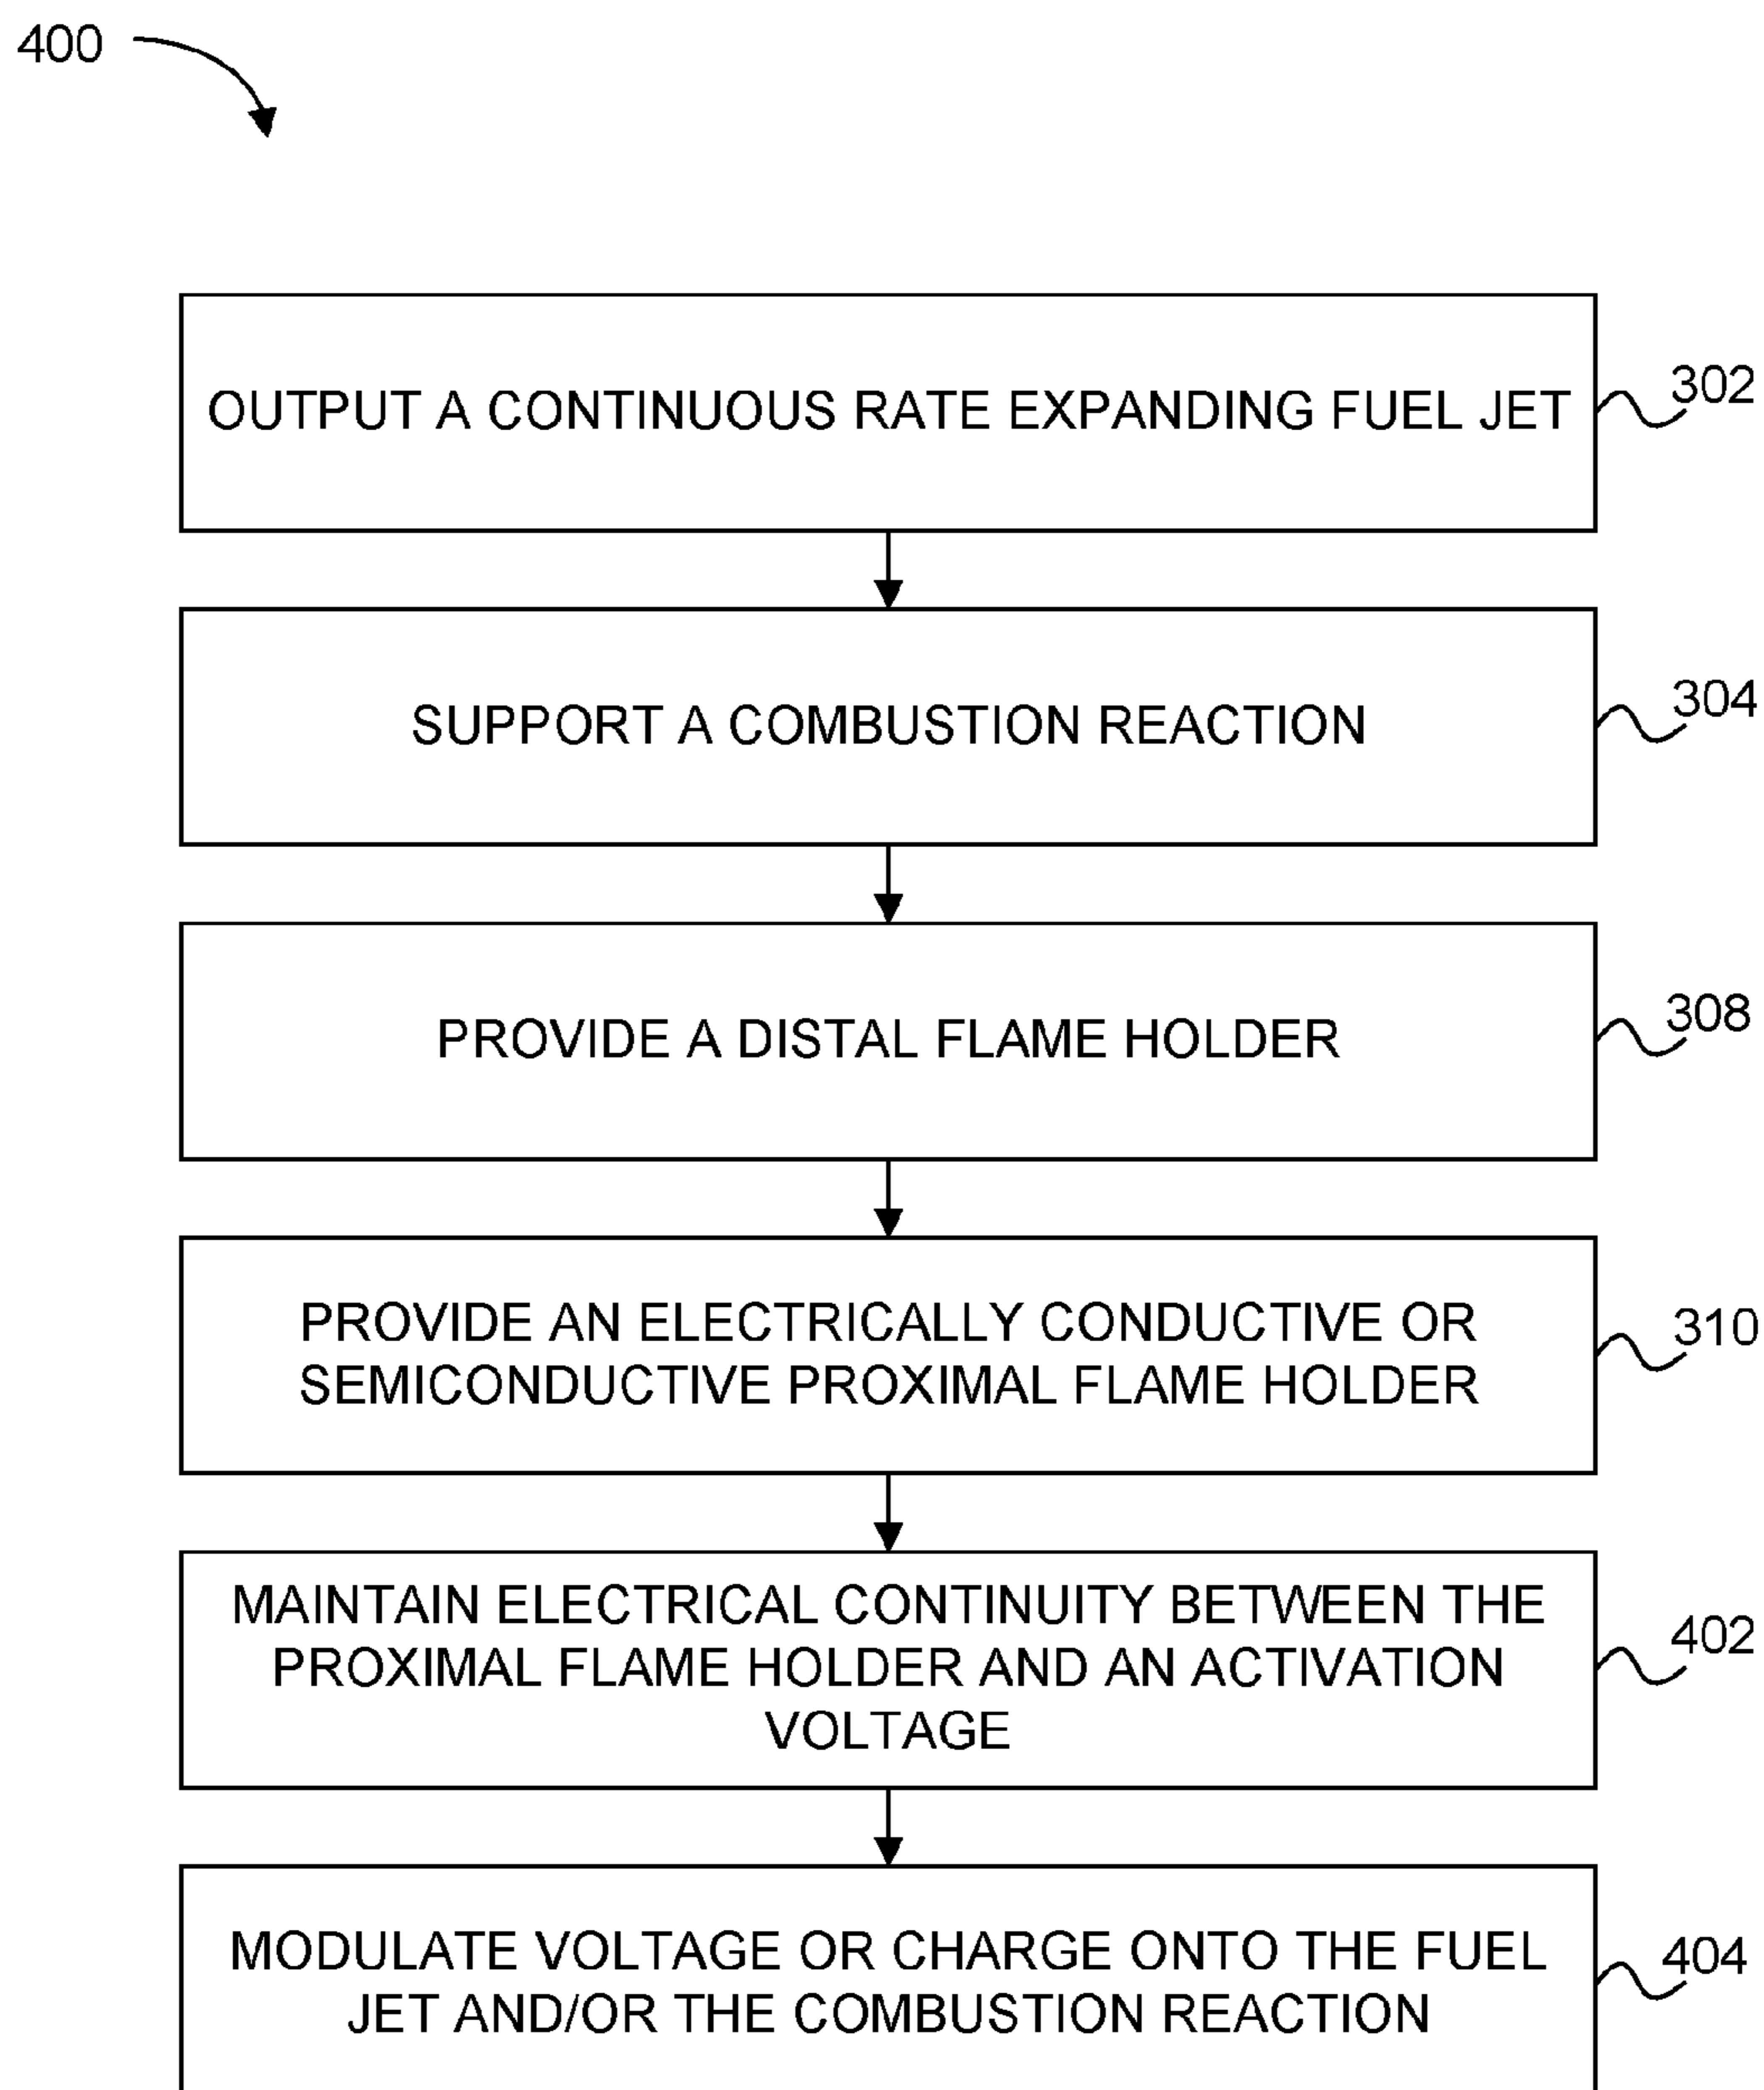 400
OUTPUT A CONTINUOUS RATE EXPANDING FUEL JET
302
SUPPORT A COMBUSTION REACTION
304
PROVIDE A DISTAL FLAME HOLDER
308
PROVIDE AN ELECTRICALLY CONDUCTIVE OR
SEMICONDUCTIVE PROXIMAL FLAME HOLDER
310
MAINTAIN ELECTRICAL CONTINUITY BETWEEN THE
PROXIMAL FLAME HOLDER AND AN ACTIVATION
VOLTAGE
402
MODULATE VOLTAGE OR CHARGE ONTO THE FUEL
JET AND/OR THE COMBUSTION REACTION
404